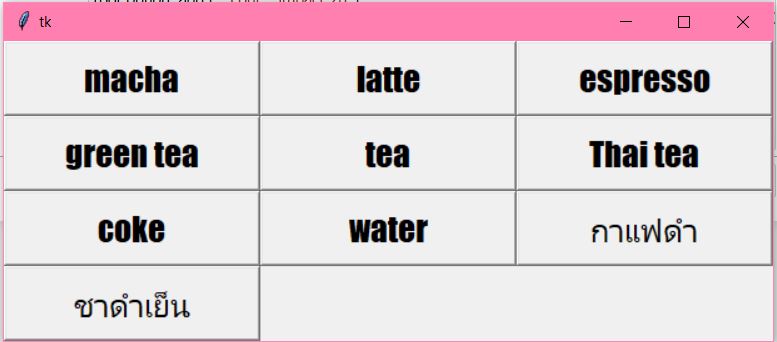 tk
macha
latte
espresso
green tea
tea
Thai tea
coke
water
กาแฟดำ
ชาดำเย็น